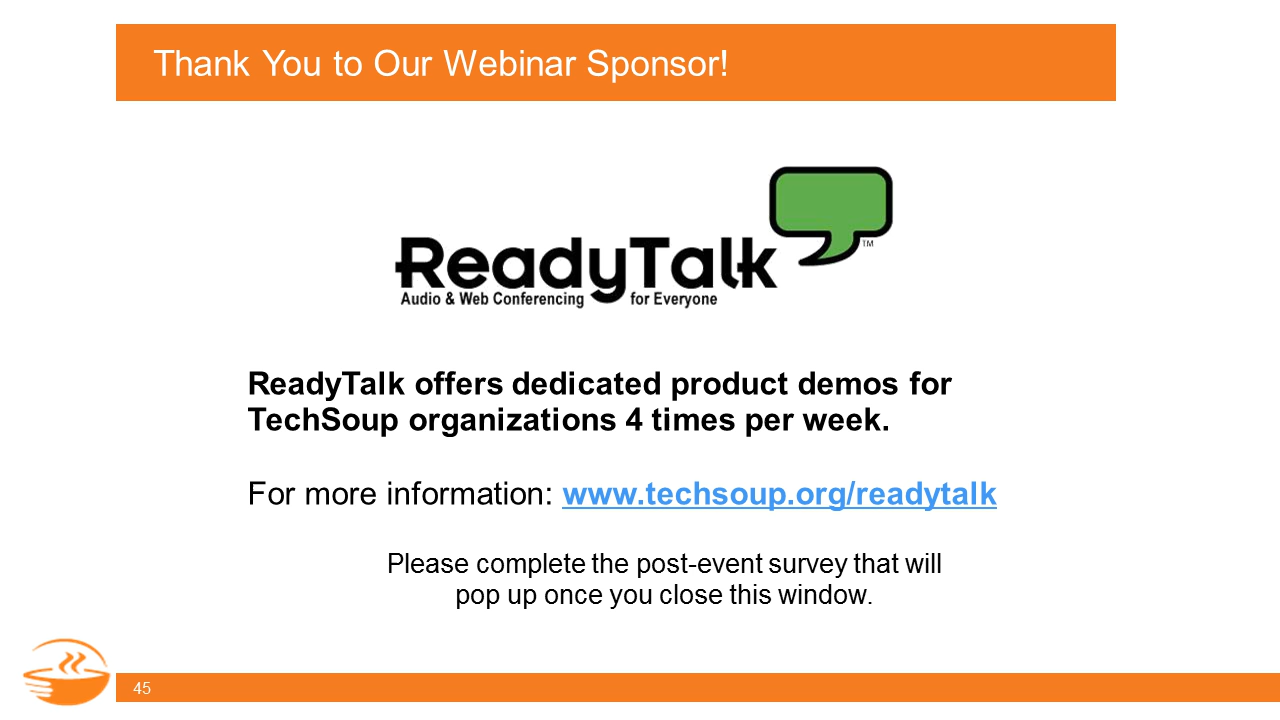 Thank You to Our Webinar Sponsor!
ReadyTalk
TM
Audio & Web Conferencing for Everyone
ReadyTalk offers dedicated product demos for
TechSoup organizations 4 times per week.
For more information: www.techsoup.org/readytalk
Please complete the post-event survey that will
pop up once you close this window.
45